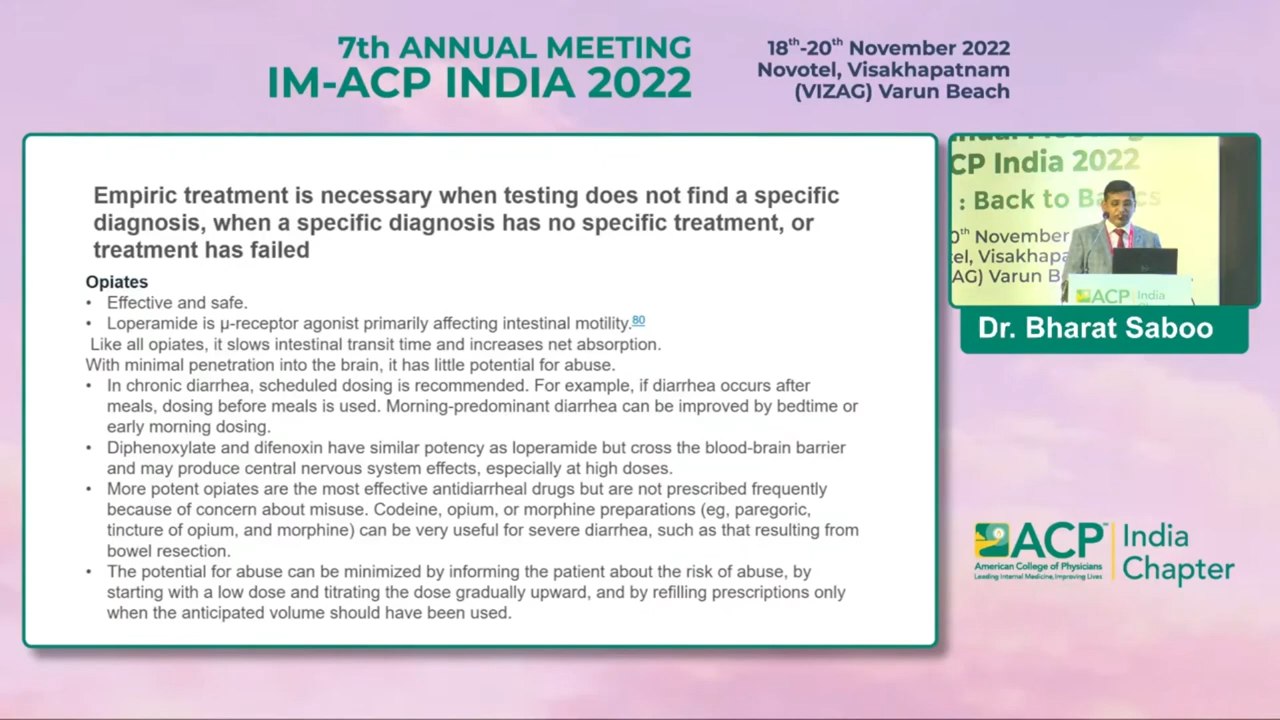 7th ANNUAL MEETING
IM-ACP INDIA 2022
18th-20th November 2022
Novotel, Visakhapatnam
(VIZAG) Varun Beach
Empiric treatment is necessary when testing does not find a specific
diagnosis, when a specific diagnosis has no specific treatment, or
treatment has failed
Opiates
• Effective and safe.
• Loperamide is μ-receptor agonist primarily affecting intestinal motility.80
Like all opiates, it slows intestinal transit time and increases net absorption.
With minimal penetration into the brain, it has little potential for abuse.
• In chronic diarrhea, scheduled dosing is recommended. For example, if diarrhea occurs after
meals, dosing before meals is used. Morning-predominant diarrhea can be improved by bedtime or
early morning dosing.
• Diphenoxylate and difenoxin have similar potency as loperamide but cross the blood-brain barrier
and may produce central nervous system effects, especially at high doses.
• More potent opiates are the most effective antidiarrheal drugs but are not prescribed frequently
because of concern about misuse. Codeine, opium, or morphine preparations (eg, paregoric,
tincture of opium, and morphine) can be very useful for severe diarrhea, such as that resulting from
bowel resection.
• The potential for abuse can be minimized by informing the patient about the risk of abuse, by
starting with a low dose and titrating the dose gradually upward, and by refilling prescriptions only
when the anticipated volume should have been used.
CP India 2022
: Back to Ba cs
0th November
el, Visakhapa
AG) Varun B
ACP India
Dr. Bharat Saboo
ACP
American College of Physicians
Leading Internal Medicine, Improving Lives
India
Chapter